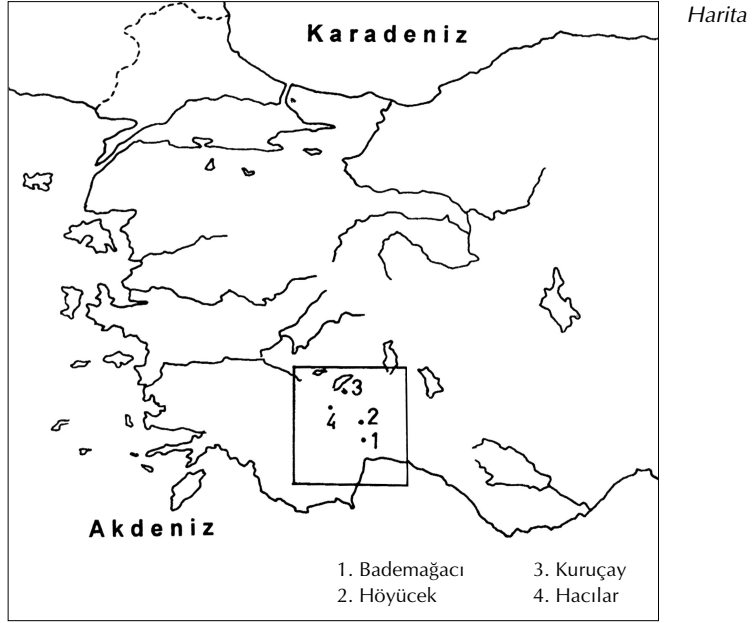 Harita
Karadeniz
3
4
2
1
Akdeniz
1. Bademağacı
2. Höyücek
3. Kuruçay
4. Hacılar